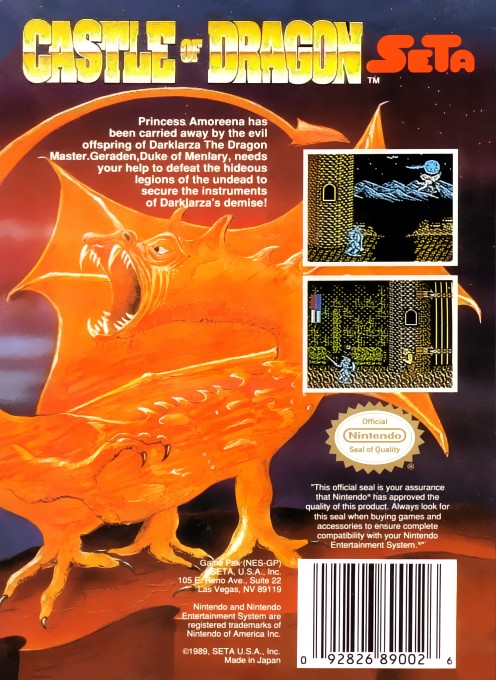 CASTLE OF DRAGON
TM
SETA
Princess Amoreena has
been carried away by the evil
offspring of Darklarza The Dragon
Master.Geraden,Duke of Menlary, needs
your help to defeat the hideous
legions of the undead to
secure the instruments
of Darklarza's demise!
Official
Nintendo
Seal of Quality
®
"This official seal is your assurance
that Nintendo® has approved the
quality of this product. Always look for
this seal when buying games and
accessories to ensure complete
compatibility with your Nintendo
Entertainment System.®"
Game Pak (NES-GP)
SETA, U.S.A., Inc.
105 E. Reno Ave., Suite 22
Las Vegas, NV 89119
Nintendo and Nintendo
Entertainment System are
registered trademarks of
Nintendo of America Inc.
©1989, SETA U.S.A., Inc.
Made in Japan
0 92826 89002 6